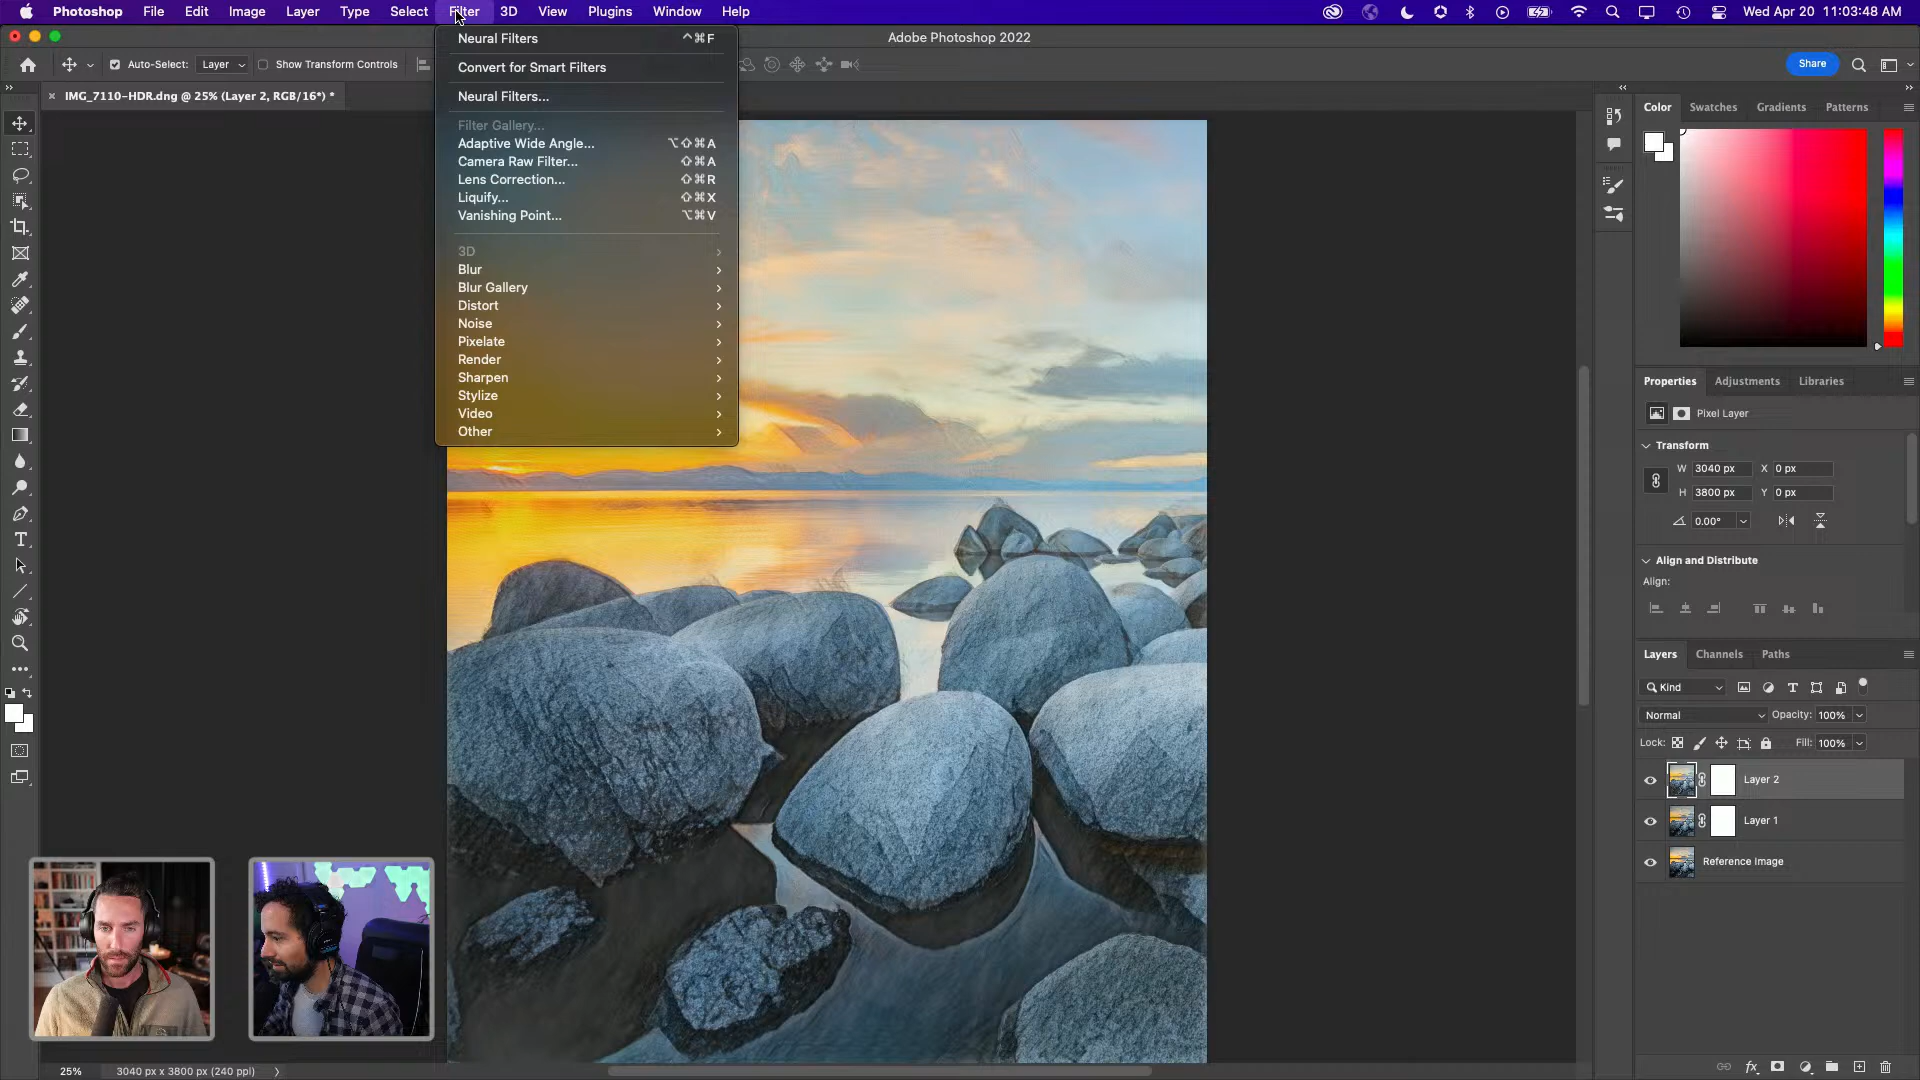 Photoshop File Edit Image Layer Type Select Filter 3D View Plugins Window Help Wed Apr 20 11:03:48 AM
Adobe Photoshop 2022
Auto-Select: Layer Show Transform Controls Share
IMG_7110-HDR.dng @ 25% (Layer 2, RGB/16*) *
Neural Filters ^⌘F
Convert for Smart Filters
Neural Filters...
Filter Gallery...
Adaptive Wide Angle... ⌥⇧⌘A
Camera Raw Filter... ⇧⌘A
Lens Correction... ⇧⌘R
Liquify... ⇧⌘X
Vanishing Point... ⌥⌘V
3D
Blur
Blur Gallery
Distort
Noise
Pixelate
Render
Sharpen
Stylize
Video
Other
Color Swatches Gradients Patterns
Properties Adjustments Libraries
Pixel Layer
Transform
W 3040 px X 0 px
H 3800 px Y 0 px
0.00°
Align and Distribute
Align:
Layers Channels Paths
Kind
Normal Opacity: 100%
Lock: Fill: 100%
Layer 2
Layer 1
Reference Image
25% 3040 px x 3800 px (240 ppi)